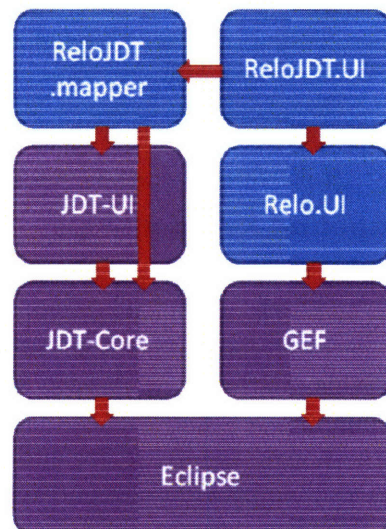 ReloJDT
.mapper
ReloJDT.UI
JDT-UI
Relo.UI
JDT-Core
GEF
Eclipse